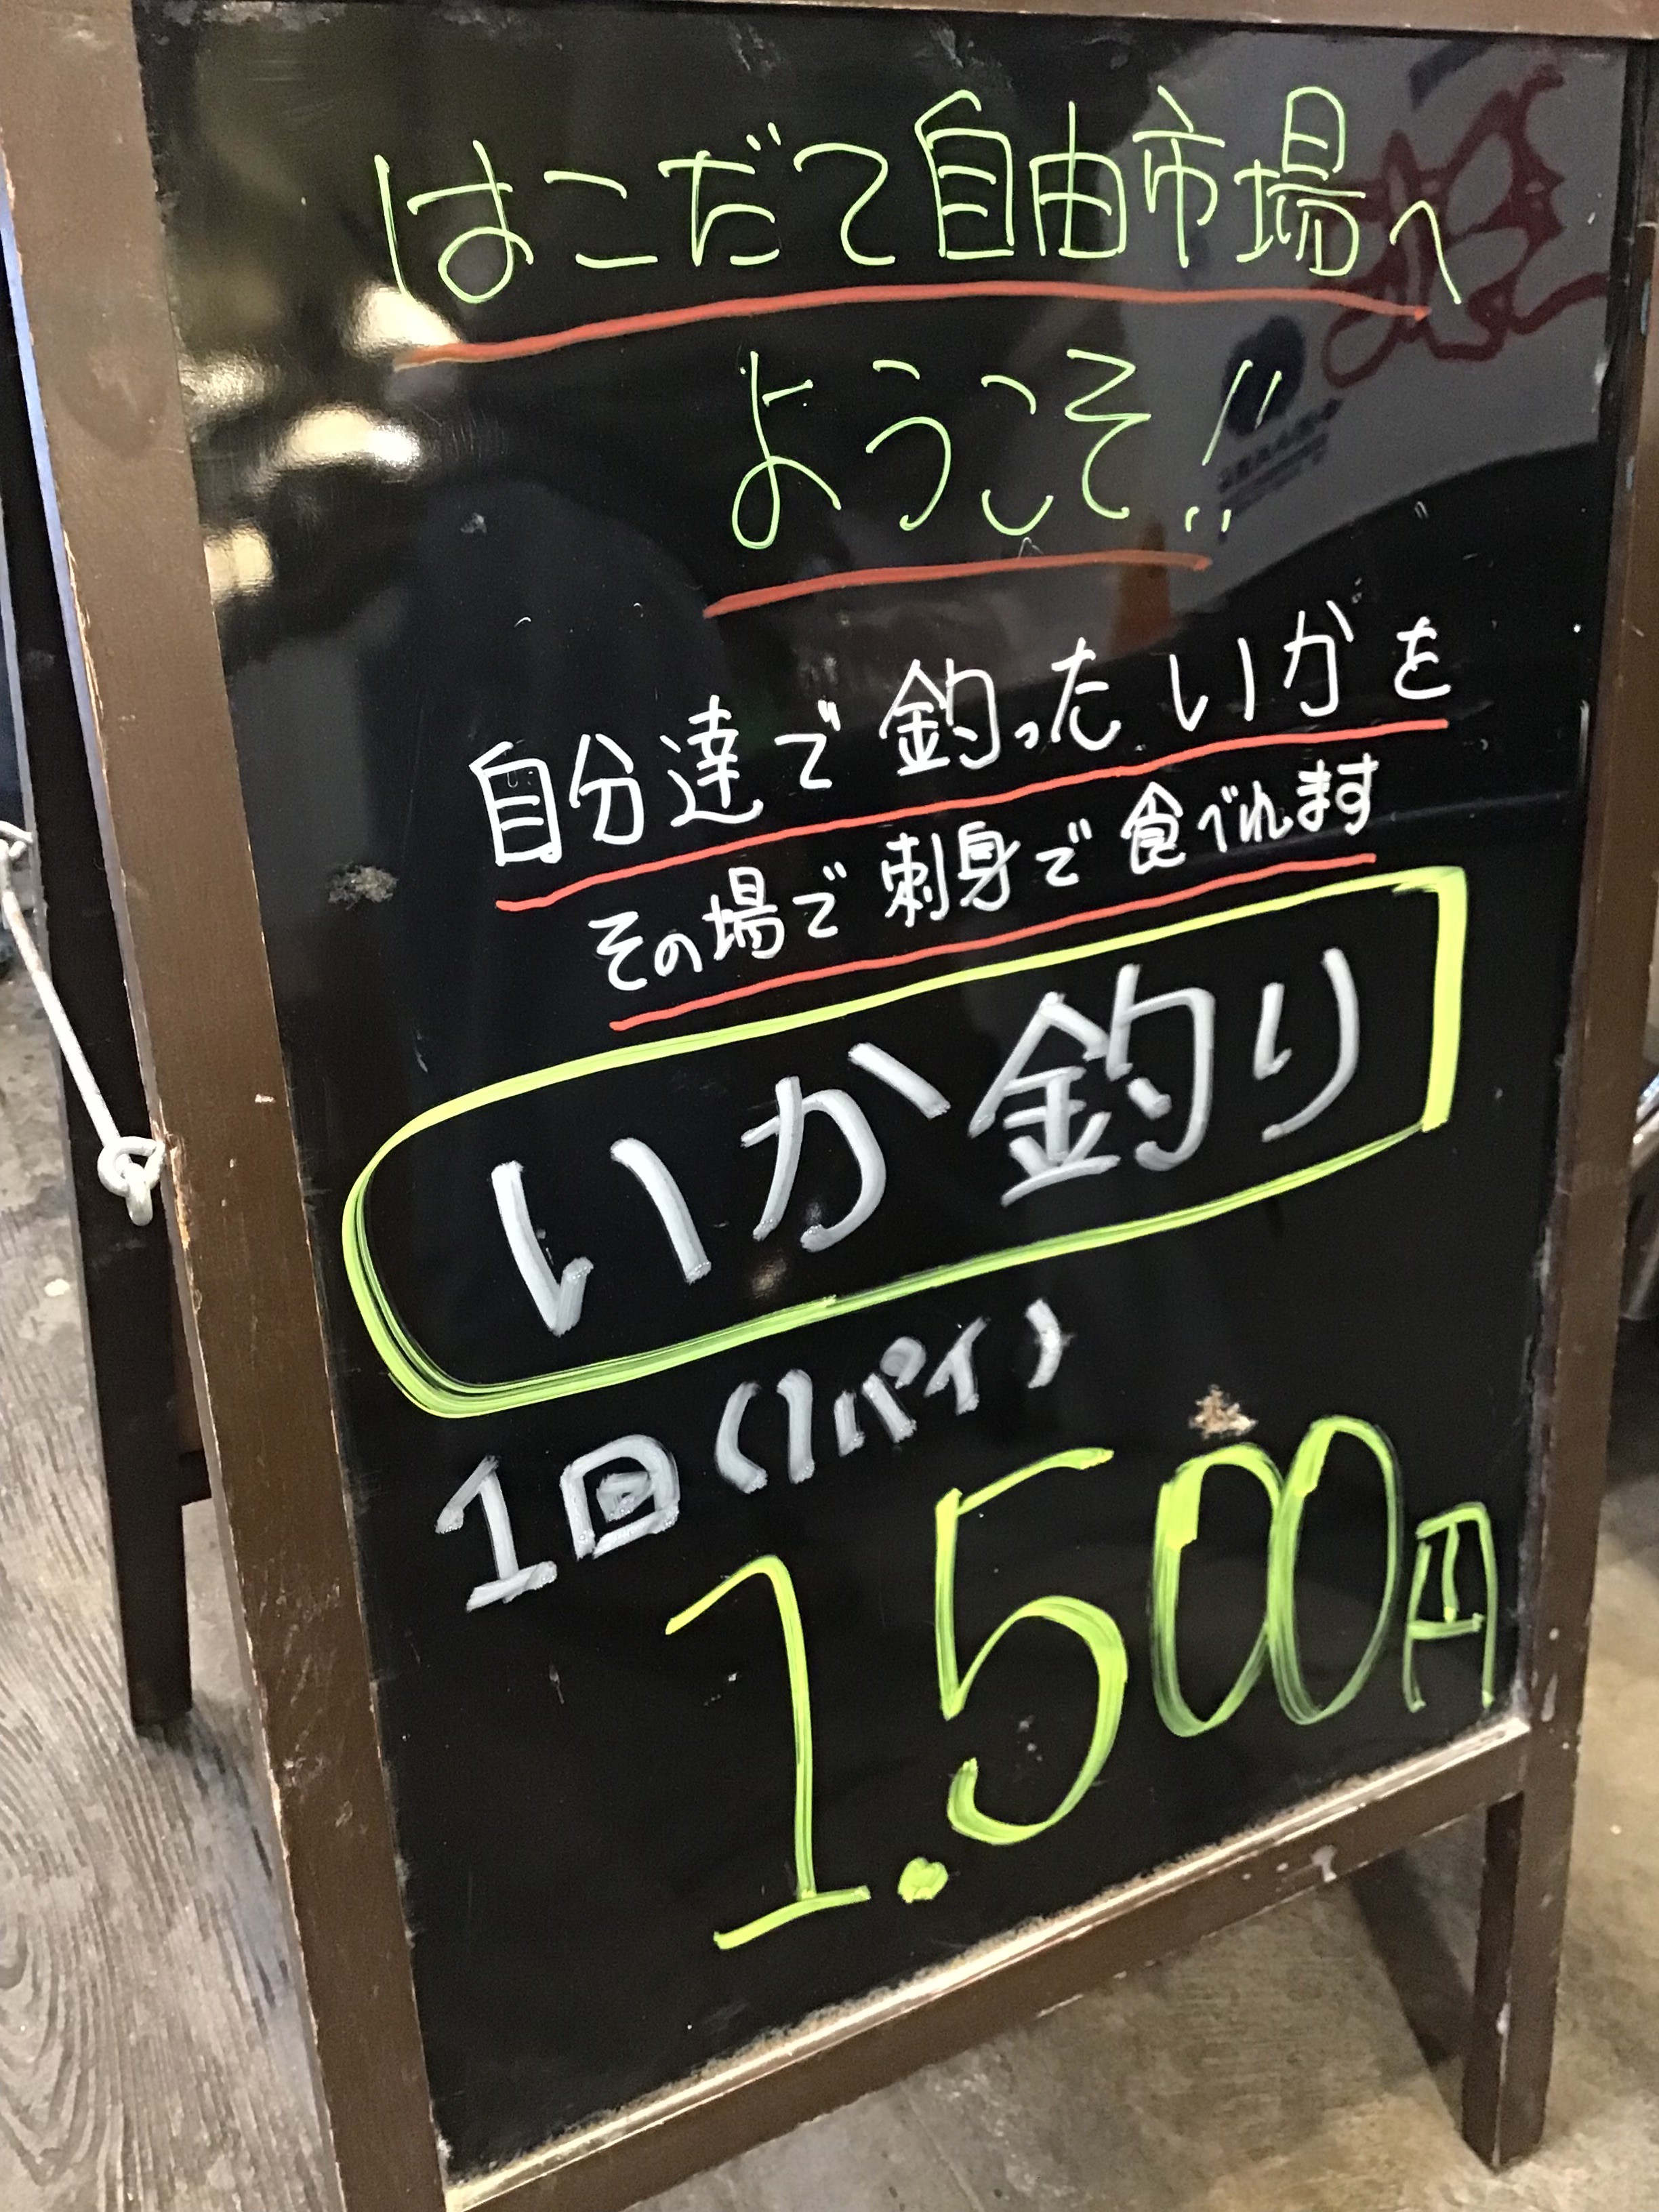 はこだて自由市場へ
ようこそ!!
自分達で釣ったいかを
その場で刺身で食べれます
いか釣り
1回(1パイ)
1.500円